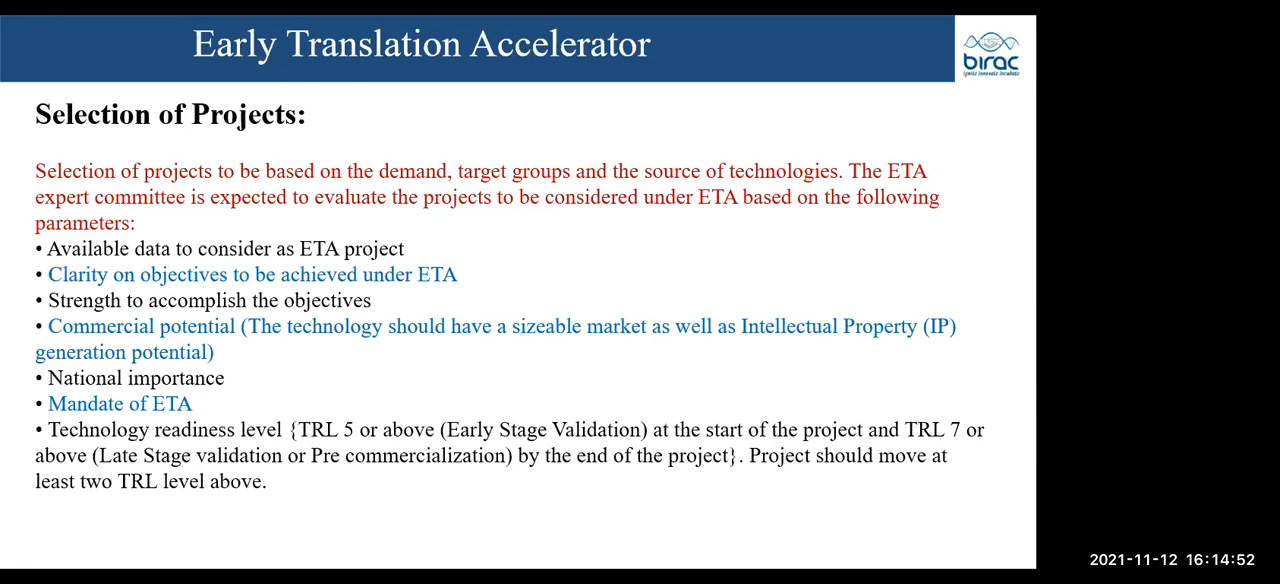 Early Translation Accelerator
birac
ignite innovate incubate
Selection of Projects:
Selection of projects to be based on the demand, target groups and the source of technologies. The ETA
expert committee is expected to evaluate the projects to be considered under ETA based on the following
parameters:
• Available data to consider as ETA project
• Clarity on objectives to be achieved under ETA
• Strength to accomplish the objectives
• Commercial potential (The technology should have a sizeable market as well as Intellectual Property (IP)
generation potential)
• National importance
• Mandate of ETA
• Technology readiness level {TRL 5 or above (Early Stage Validation) at the start of the project and TRL 7 or
above (Late Stage validation or Pre commercialization) by the end of the project}. Project should move at
least two TRL level above.
2021-11-12 16:14:52